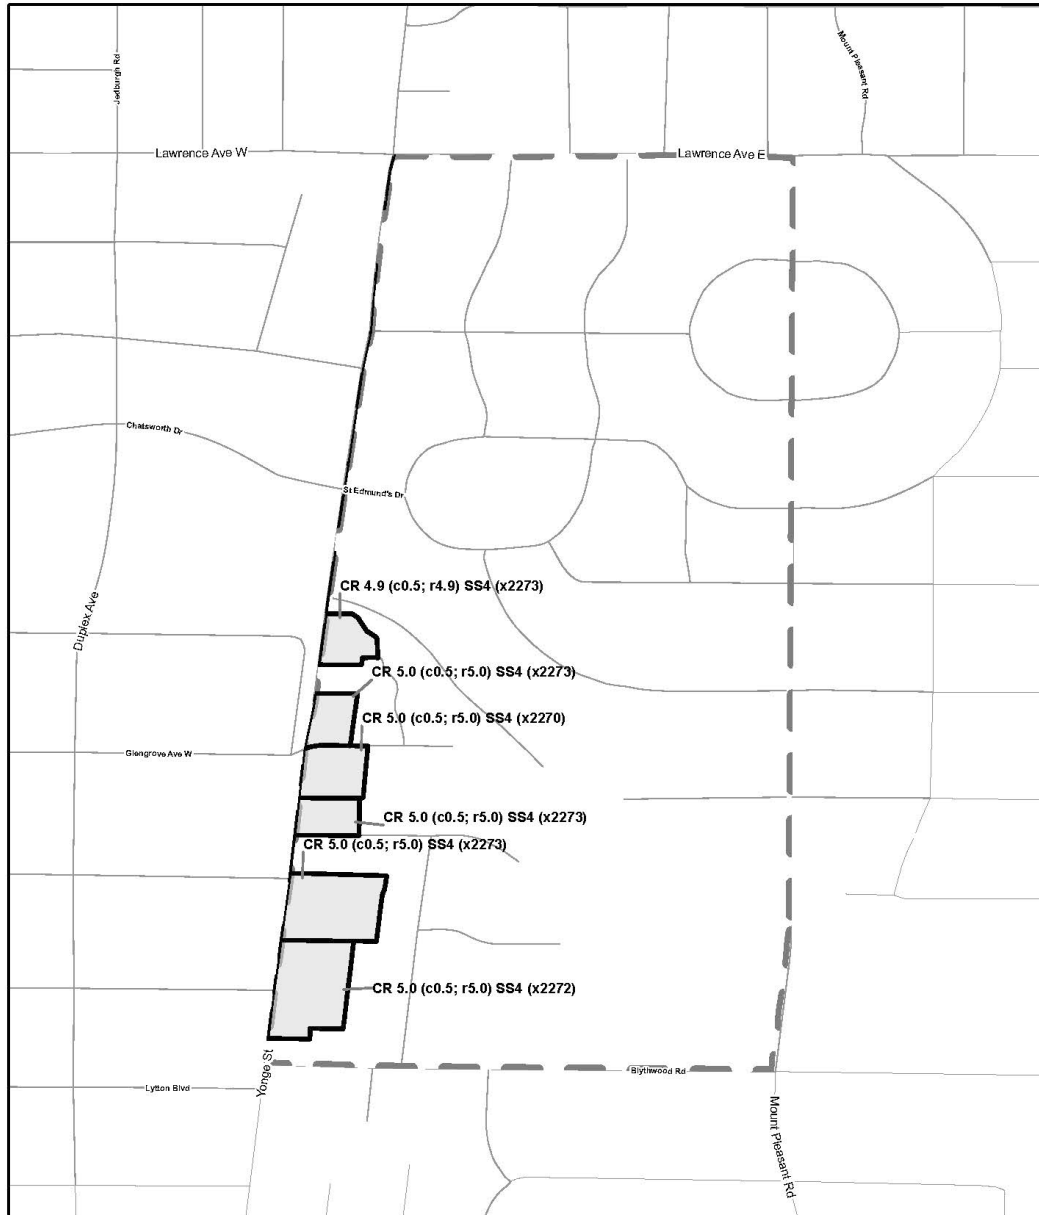 Jedburgh Rd
Mount Pleasant Rd
Lawrence Ave W
Lawrence Ave E
Chatsworth Dr
St Edmund's Dr
CR 4.9 (c0.5; r4.9) SS4 (x2273)
Duplex Ave
CR 5.0 (c0.5; r5.0) SS4 (x2273)
CR 5.0 (c0.5; r5.0) SS4 (x2270)
Glengrove Ave W
CR 5.0 (c0.5; r5.0) SS4 (x2273)
CR 5.0 (c0.5; r5.0) SS4 (x2273)
CR 5.0 (c0.5; r5.0) SS4 (x2272)
Yonge St
Blythwood Rd
Lytton Blvd
Mount Pleasant Rd